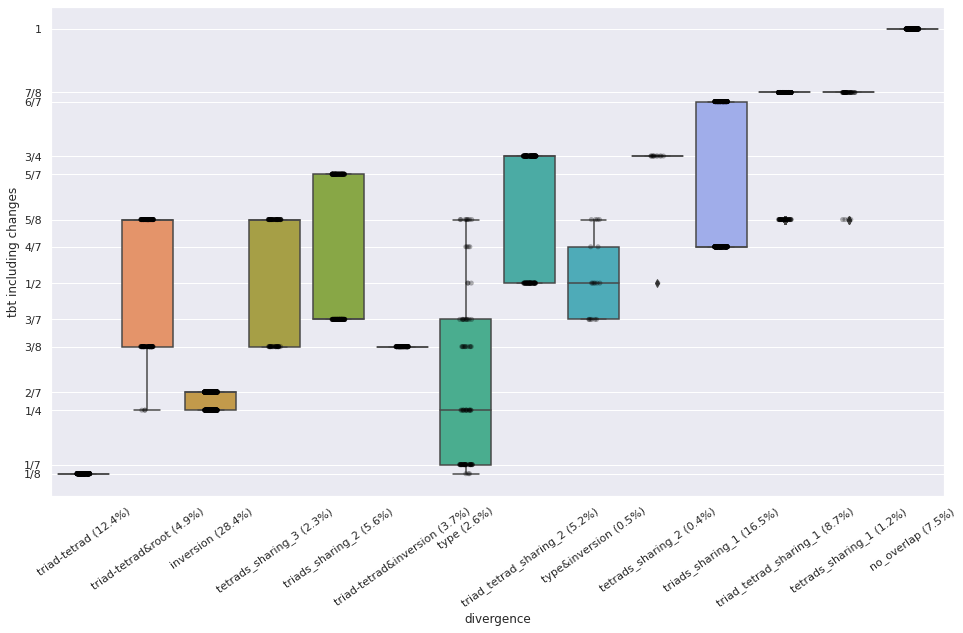 1
7/8
6/7
3/4
5/7
5/8
4/7
1/2
3/7
3/8
2/7
1/4
1/7
1/8
tbt including changes
triad-tetrad (12.4%)
triad-tetrad&root (4.9%)
inversion (28.4%)
tetrads_sharing_3 (2.3%)
triads_sharing_2 (5.6%)
triad-tetrad&inversion (3.7%)
type (2.6%)
triad_tetrad_sharing_2 (5.2%)
type&inversion (0.5%)
tetrads_sharing_2 (0.4%)
triads_sharing_1 (16.5%)
triad_tetrad_sharing_1 (8.7%)
tetrads_sharing_1 (1.2%)
no_overlap (7.5%)
divergence